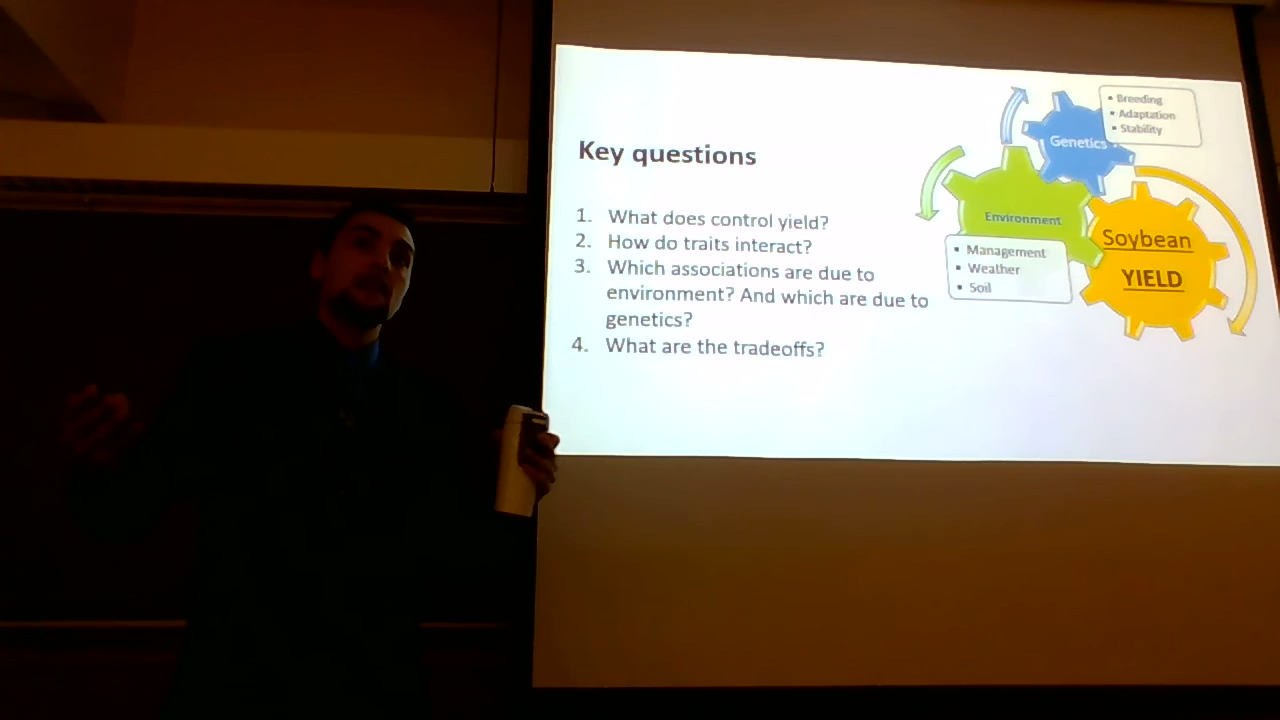 Key questions
1. What does control yield?
2. How do traits interact?
3. Which associations are due to
environment? And which are due to
genetics?
4. What are the tradeoffs?
Genetics
▪ Breeding
▪ Adaptation
▪ Stability
Environment
▪ Management
▪ Weather
▪ Soil
Soybean
YIELD